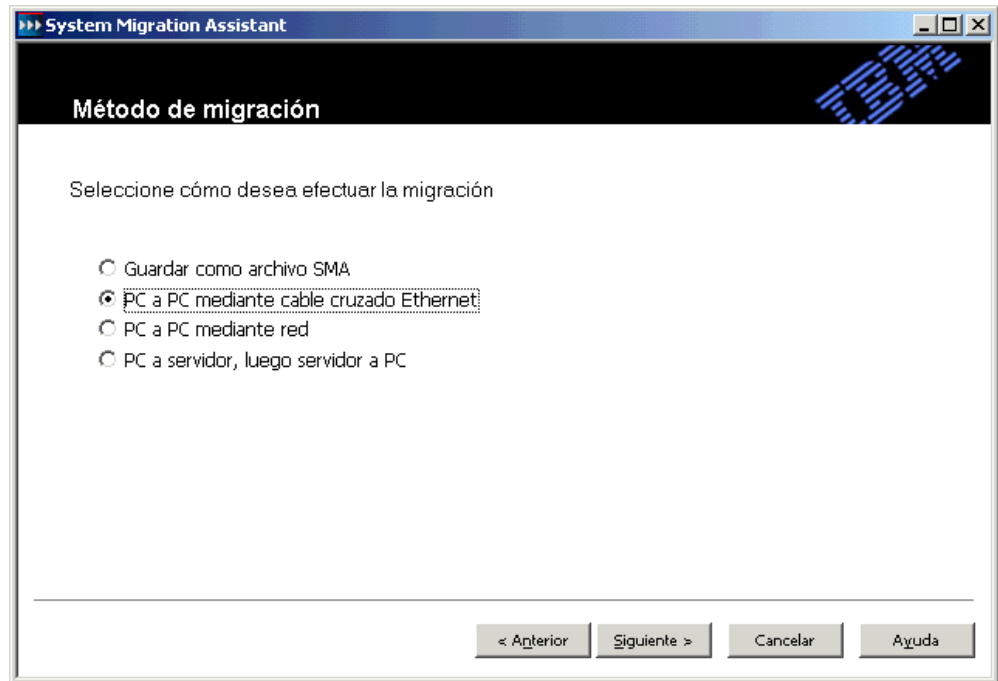 System Migration Assistant
IBM
Método de migración
Seleccione cómo desea efectuar la migración
Guardar como archivo SMA
PC a PC mediante cable cruzado Ethernet
PC a PC mediante red
PC a servidor, luego servidor a PC
< Anterior Siguiente > Cancelar Ayuda